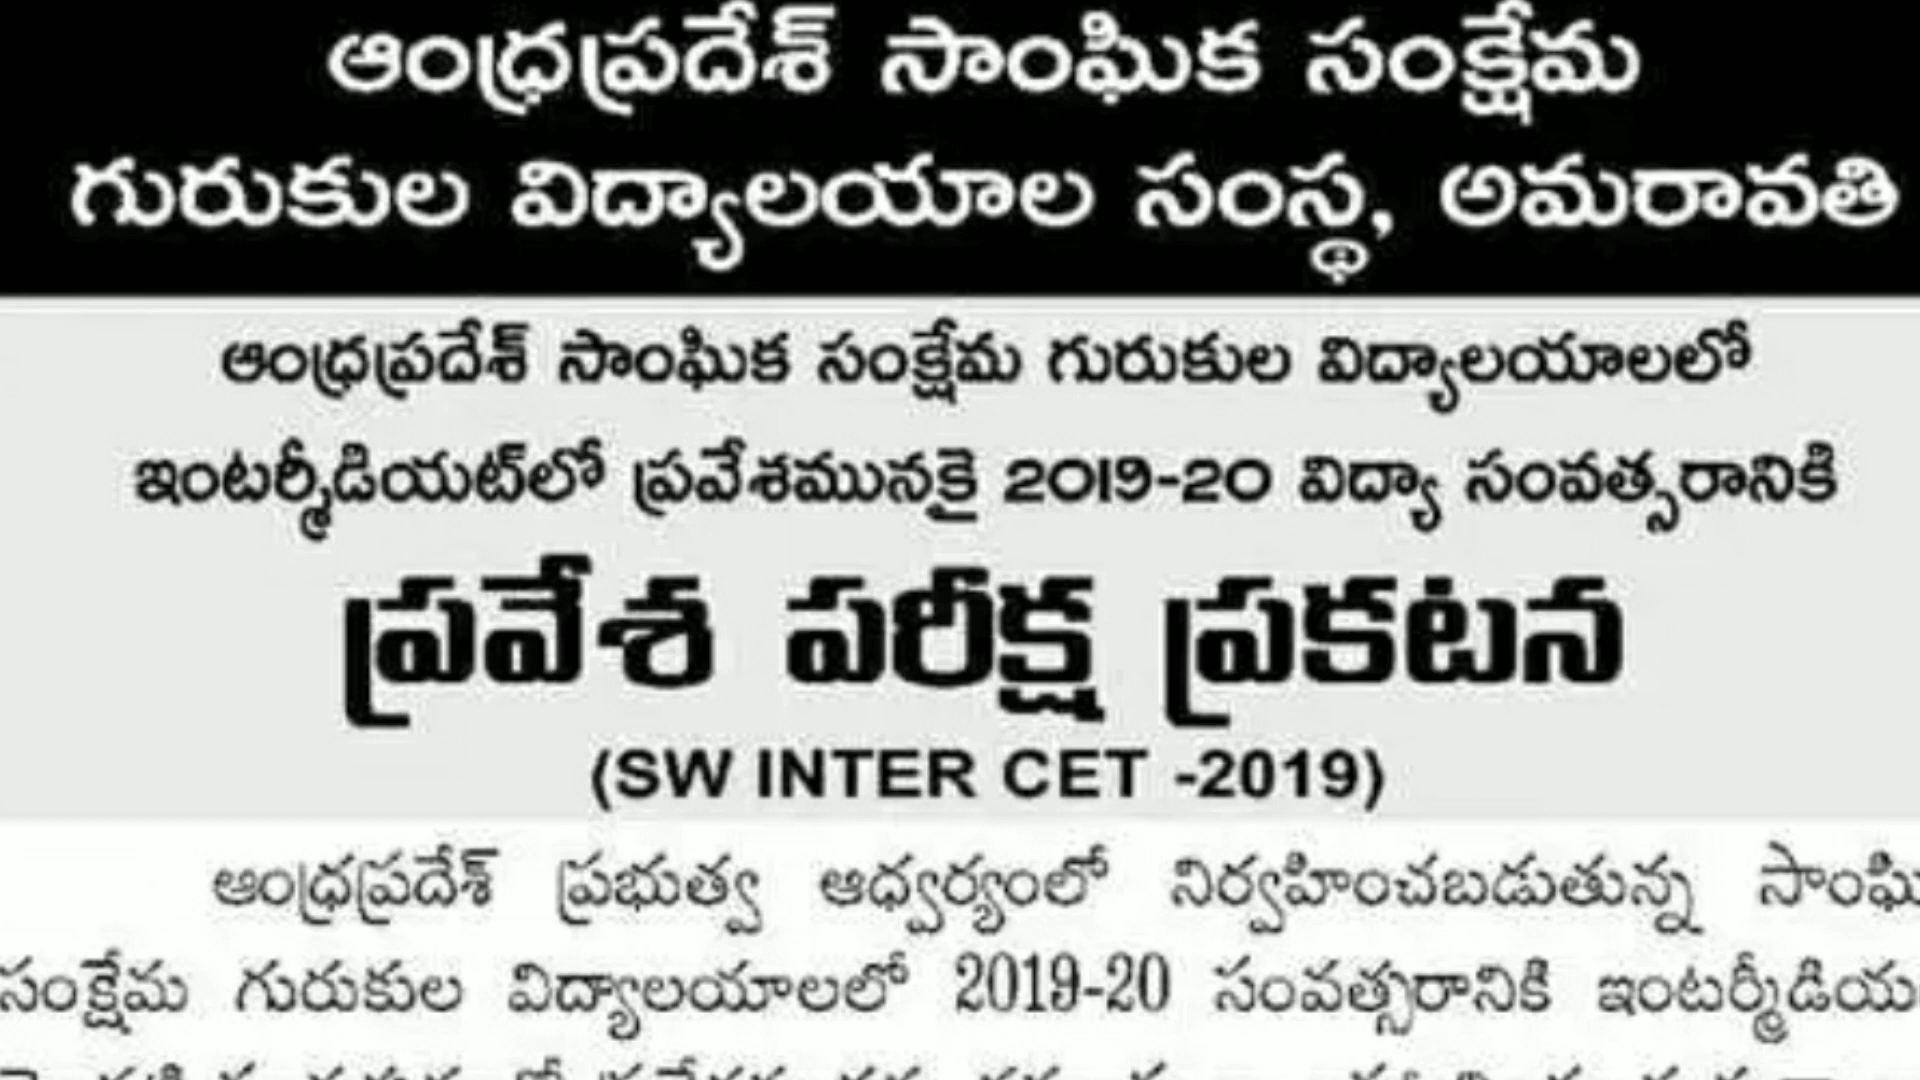 ఆంధ్రప్రదేశ్ సాంఘిక సంక్షేమ
గురుకుల విద్యాలయాల సంస్థ, అమరావతి
ఆంధ్రప్రదేశ్ సాంఘిక సంక్షేమ గురుకుల విద్యాలయాలలో
ఇంటర్మీడియట్‌లో ప్రవేశమునకై 2019-20 విద్యా సంవత్సరానికి
ప్రవేశ పరీక్ష ప్రకటన
(SW INTER CET -2019)
ఆంధ్రప్రదేశ్ ప్రభుత్వ ఆధ్వర్యంలో నిర్వహించబడుతున్న సాంఘి
సంక్షేమ గురుకుల విద్యాలయాలలో 2019-20 సంవత్సరానికి ఇంటర్మీడియ